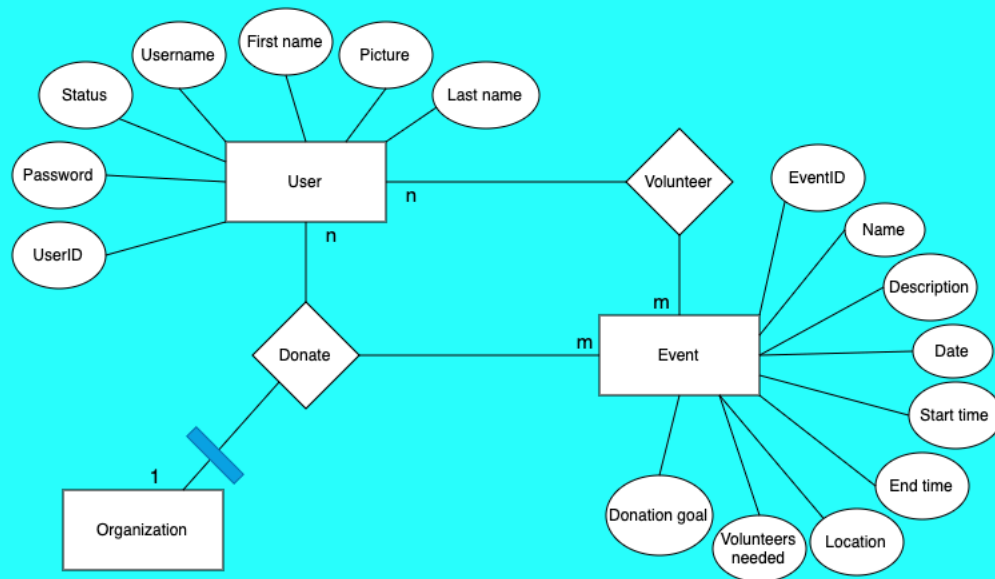 First name
Username
Picture
Status
Last name
Password
User
Volunteer
EventID
n
UserID
n
Name
Description
m
m
Donate
Event
Date
Start time
1
End time
Donation goal
Organization
Volunteers
needed
Location